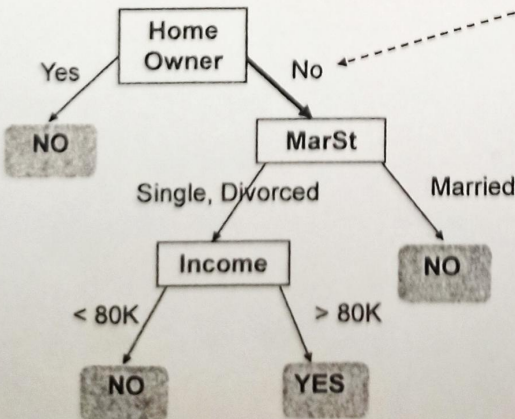 Home
Owner
Yes
No
NO
MarSt
Single, Divorced
Married
Income
NO
< 80K
> 80K
NO
YES